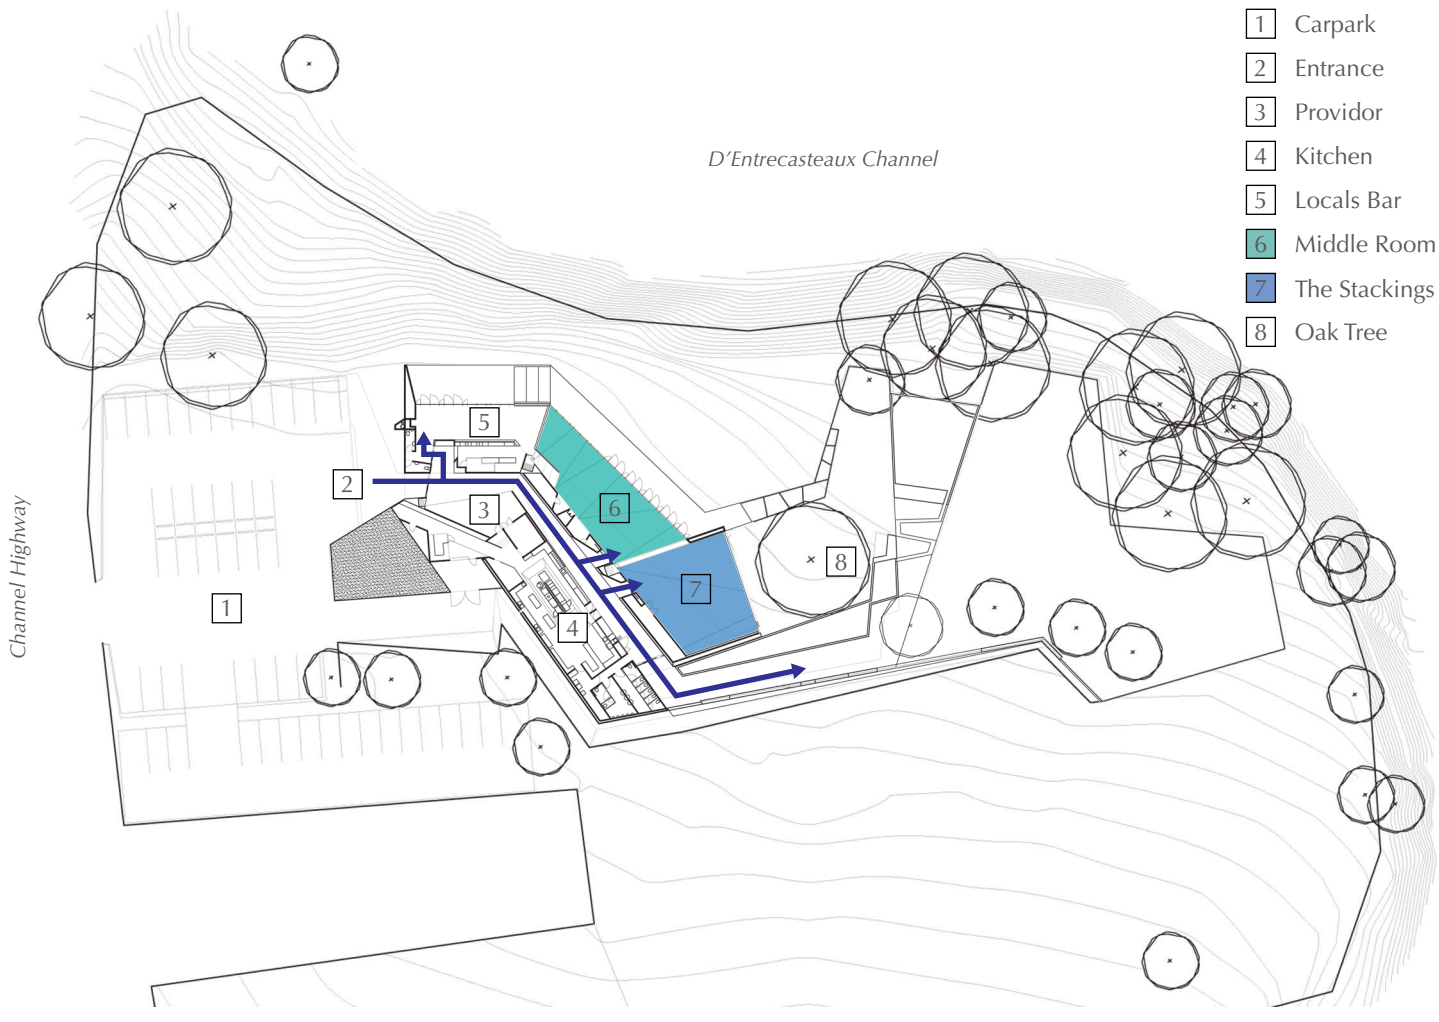 1 Carpark
2 Entrance
3 Providor
4 Kitchen
5 Locals Bar
6 Middle Room
7 The Stackings
8 Oak Tree
D'Entrecasteaux Channel
5
2
3
6
8
7
1
4
Channel Highway